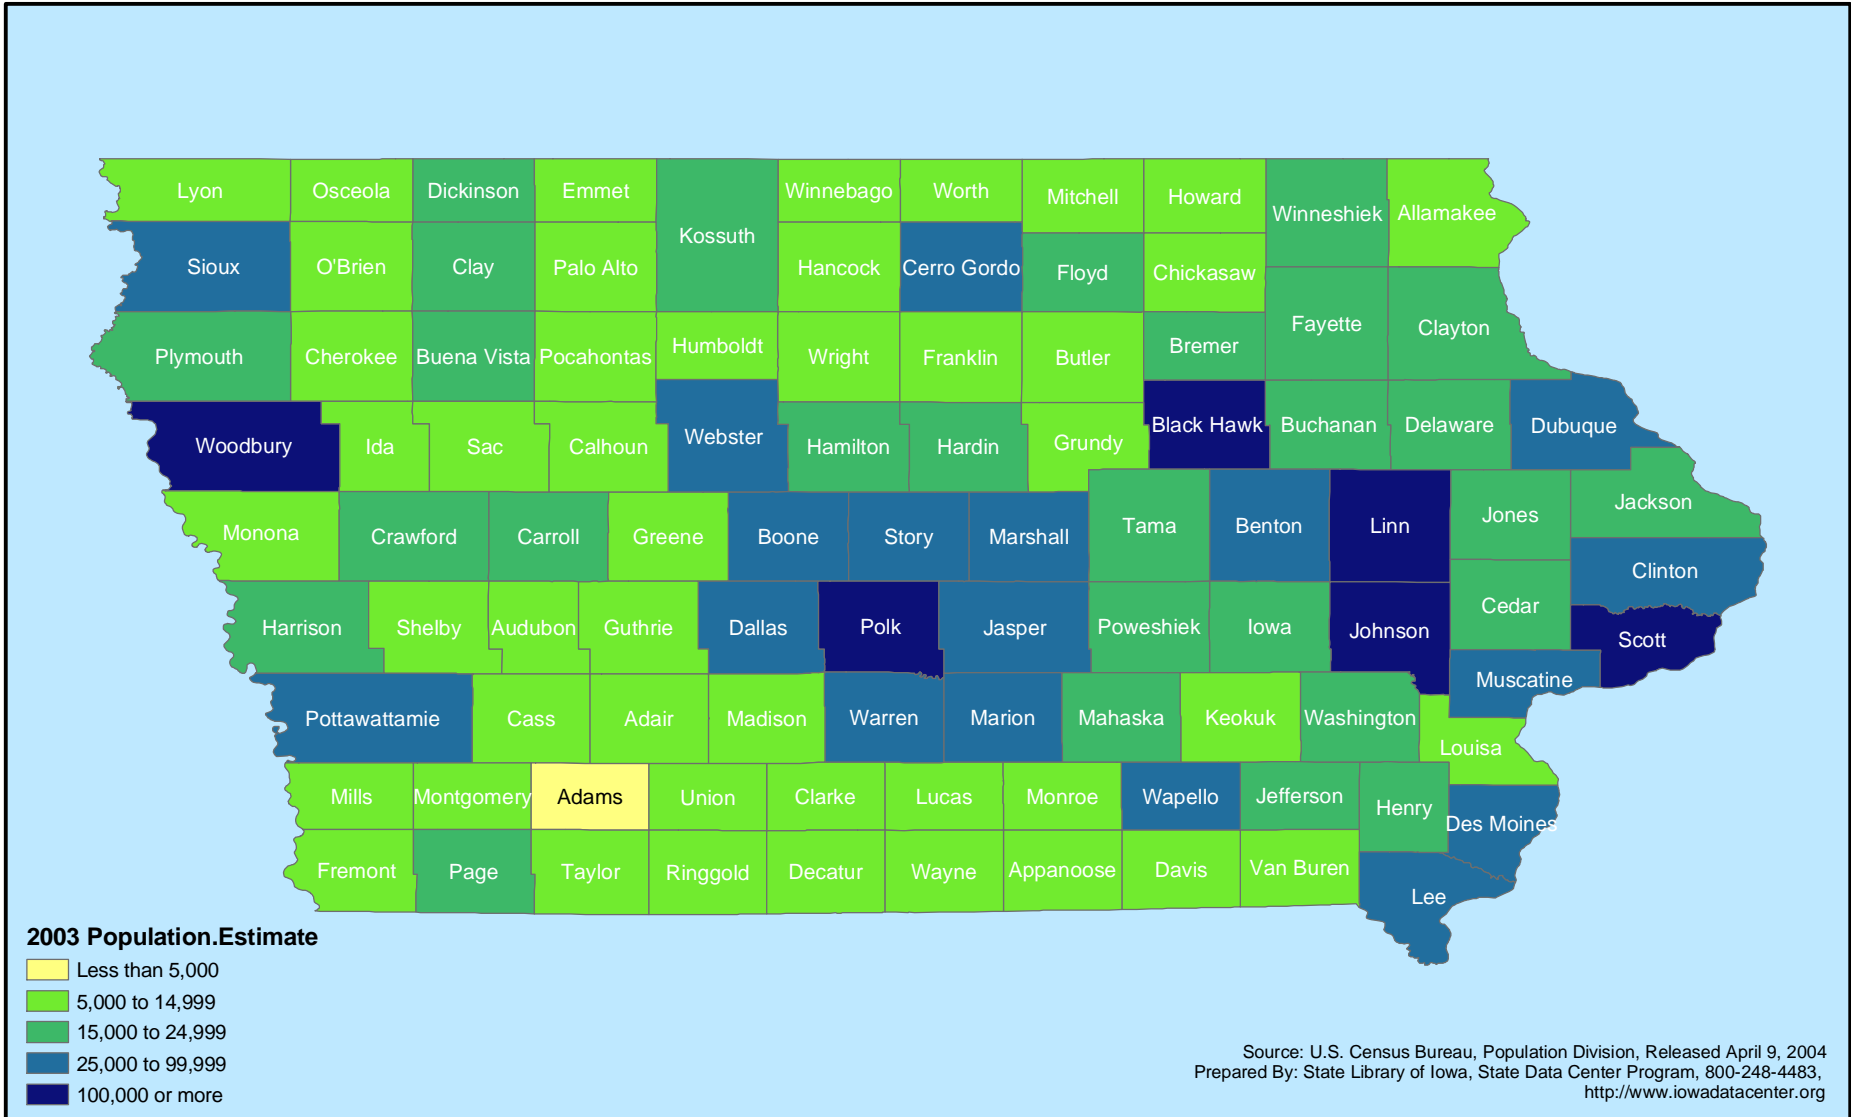 Lyon
Osceola
Dickinson
Emmet
Kossuth
Winnebago
Worth
Mitchell
Howard
Winneshiek
Allamakee
Sioux
O'Brien
Clay
Palo Alto
Hancock
Cerro Gordo
Floyd
Chickasaw
Plymouth
Cherokee
Buena Vista
Pocahontas
Humboldt
Wright
Franklin
Butler
Bremer
Fayette
Clayton
Woodbury
Ida
Sac
Calhoun
Webster
Hamilton
Hardin
Grundy
Black Hawk
Buchanan
Delaware
Dubuque
Monona
Crawford
Carroll
Greene
Boone
Story
Marshall
Tama
Benton
Linn
Jones
Jackson
Clinton
Harrison
Shelby
Audubon
Guthrie
Dallas
Polk
Jasper
Poweshiek
Iowa
Johnson
Cedar
Scott
Muscatine
Pottawattamie
Cass
Adair
Madison
Warren
Marion
Mahaska
Keokuk
Washington
Louisa
Mills
Montgomery
Adams
Union
Clarke
Lucas
Monroe
Wapello
Jefferson
Henry
Des Moines
Fremont
Page
Taylor
Ringgold
Decatur
Wayne
Appanoose
Davis
Van Buren
Lee
2003 Population.Estimate
Less than 5,000
5,000 to 14,999
15,000 to 24,999
25,000 to 99,999
100,000 or more
Source: U.S. Census Bureau, Population Division, Released April 9, 2004
Prepared By: State Library of Iowa, State Data Center Program, 800-248-4483,
http://www.iowadatacenter.org